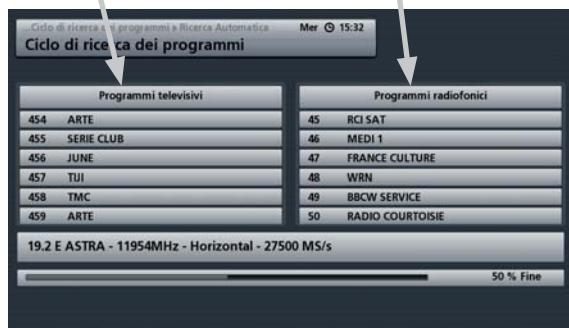 ...Ciclo di ricerca dei programmi » Ricerca Automatica Mer 15:32
Ciclo di ricerca dei programmi
Programmi televisivi Programmi radiofonici
454 ARTE 45 RCI SAT
455 SERIE CLUB 46 MEDI 1
456 JUNE 47 FRANCE CULTURE
457 TIJI 48 WRN
458 TMC 49 BBCW SERVICE
459 ARTE 50 RADIO COURTOISIE
19.2 E ASTRA - 11954MHz - Horizontal - 27500 MS/s
50 % Fine